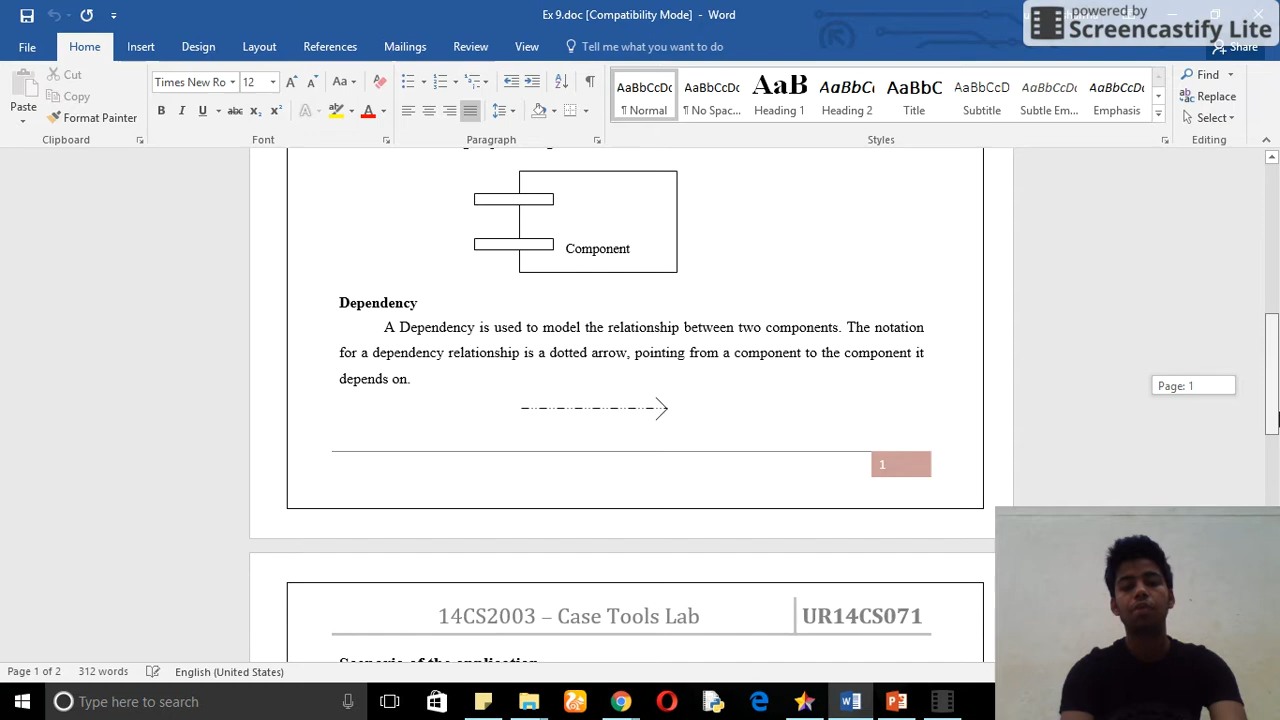 Ex 9.doc [Compatibility Mode] - Word
powered by
Screencastify Lite
File Home Insert Design Layout References Mailings Review View Tell me what you want to do Share
Paste
Cut
Copy
Format Painter
Clipboard
Times New Ro 12
Font
Paragraph
AaBbCcDc AaBbCcDc AaB AaBbCc AaBbC AaBbCcD AaBbCcDc AaBbCcDc
¶ Normal ¶ No Spac... Heading 1 Heading 2 Title Subtitle Subtle Em... Emphasis
Styles
Find
Replace
Select
Editing
Component
Dependency
A Dependency is used to model the relationship between two components. The notation
for a dependency relationship is a dotted arrow, pointing from a component to the component it
depends on.
Page: 1
1
14CS2003 – Case Tools Lab UR14CS071
Page 1 of 2 312 words English (United States)
Type here to search